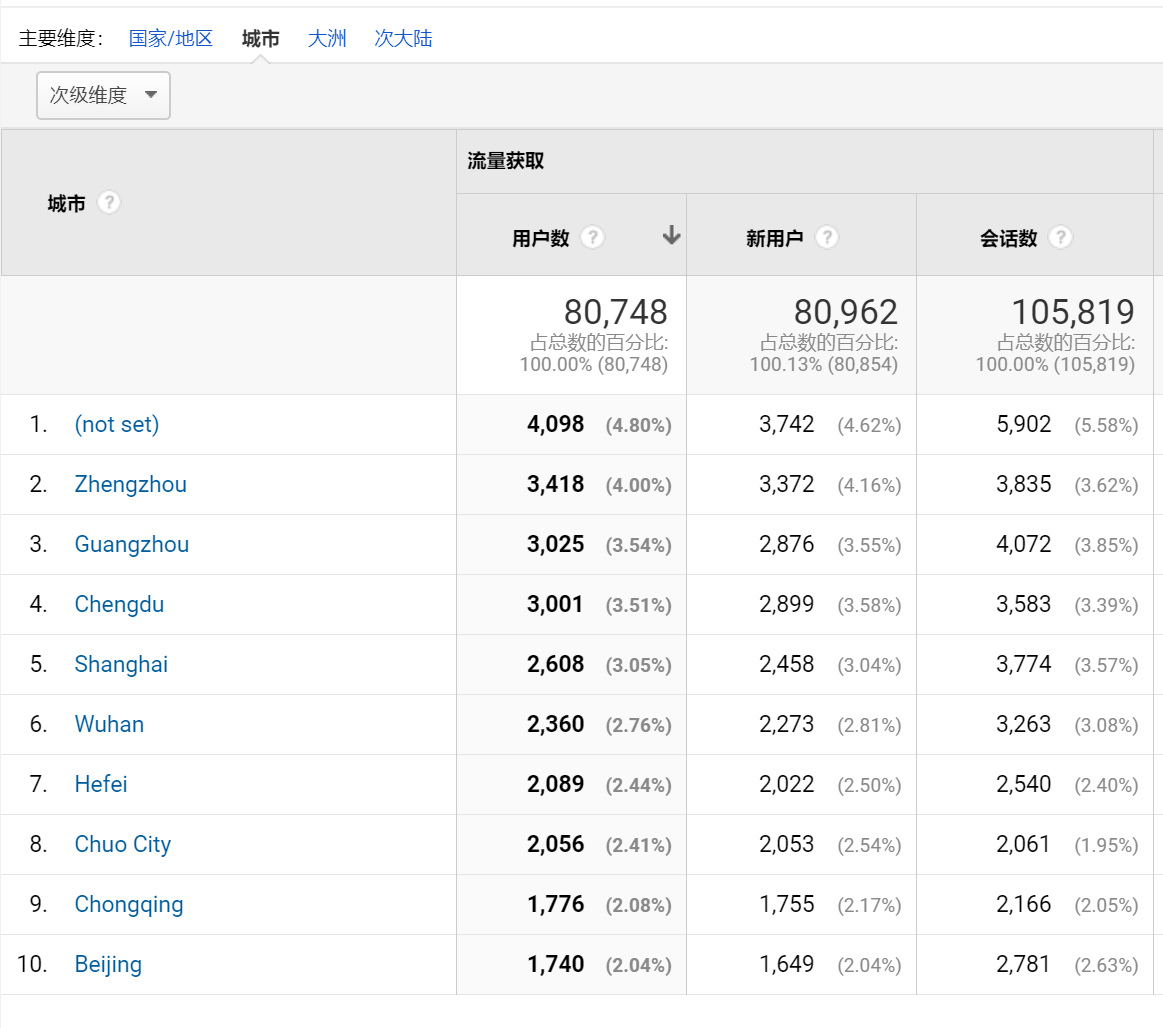 主要维度： 国家/地区 城市 大洲 次大陆
次级维度
流量获取
城市 ?
用户数 ? 新用户 ? 会话数 ?
80,748 80,962 105,819
占总数的百分比: 占总数的百分比: 占总数的百分比:
100.00% (80,748) 100.13% (80,854) 100.00% (105,819)
1. (not set) 4,098 (4.80%) 3,742 (4.62%) 5,902 (5.58%)
2. Zhengzhou 3,418 (4.00%) 3,372 (4.16%) 3,835 (3.62%)
3. Guangzhou 3,025 (3.54%) 2,876 (3.55%) 4,072 (3.85%)
4. Chengdu 3,001 (3.51%) 2,899 (3.58%) 3,583 (3.39%)
5. Shanghai 2,608 (3.05%) 2,458 (3.04%) 3,774 (3.57%)
6. Wuhan 2,360 (2.76%) 2,273 (2.81%) 3,263 (3.08%)
7. Hefei 2,089 (2.44%) 2,022 (2.50%) 2,540 (2.40%)
8. Chuo City 2,056 (2.41%) 2,053 (2.54%) 2,061 (1.95%)
9. Chongqing 1,776 (2.08%) 1,755 (2.17%) 2,166 (2.05%)
10. Beijing 1,740 (2.04%) 1,649 (2.04%) 2,781 (2.63%)